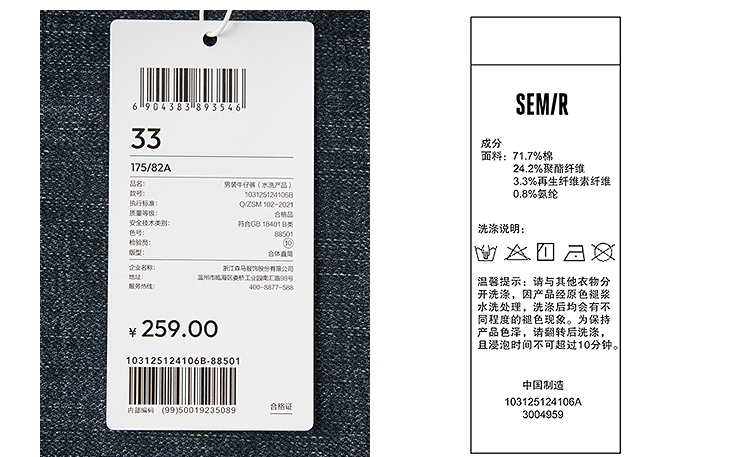 6 904383 893546
33
175/82A
品名： 男装牛仔裤（水洗产品）
款号： 103125124106B
执行标准： Q/ZSM 102-2021
质量等级： 合格品
安全技术类别： 符合GB 18401 B类
色号： 88501
检验员： 10
版型： 合体直筒
企业名称： 浙江森马服饰股份有限公司
地址： 温州市瓯海区娄桥工业园南汇路98号
服务热线： 400-8877-588
¥ 259.00
103125124106B-88501
内部编码 (99)50019235089
合格证
SEM/R
成分
面料：71.7%棉
24.2%聚酯纤维
3.3%再生纤维素纤维
0.8%氨纶
洗涤说明：
温馨提示：请与其他衣物分
开洗涤，因产品经原色褪浆
水洗处理，洗涤后均会有不
同程度的褪色现象。为保持
产品色泽，请翻转后洗涤，
且浸泡时间不可超过10分钟。
中国制造
103125124106A
3004959